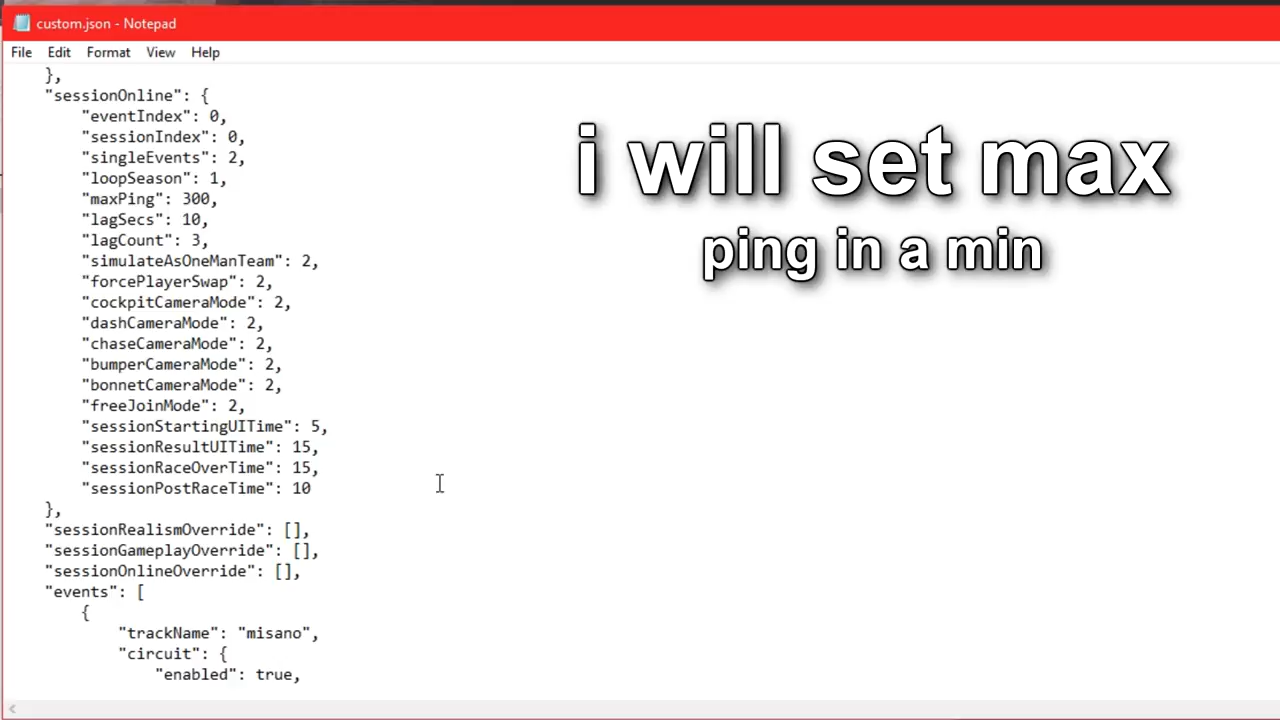 custom.json - Notepad
File Edit Format View Help
},
"sessionOnline": {
"eventIndex": 0,
"sessionIndex": 0,
"singleEvents": 2,
"loopSeason": 1,
"maxPing": 300,
"lagSecs": 10,
"lagCount": 3,
"simulateAsOneManTeam": 2,
"forcePlayerSwap": 2,
"cockpitCameraMode": 2,
"dashCameraMode": 2,
"chaseCameraMode": 2,
"bumperCameraMode": 2,
"bonnetCameraMode": 2,
"freeJoinMode": 2,
"sessionStartingUITime": 5,
"sessionResultUITime": 15,
"sessionRaceOverTime": 15,
"sessionPostRaceTime": 10
},
"sessionRealismOverride": [],
"sessionGameplayOverride": [],
"sessionOnlineOverride": [],
"events": [
{
"trackName": "misano",
"circuit": {
"enabled": true,
i will set max
ping in a min